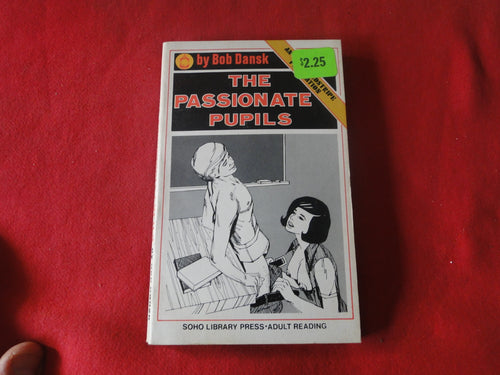 by Bob Dansk
$2.25
THE
PASSIONATE
PUPILS
SOHO LIBRARY PRESS·ADULT READING